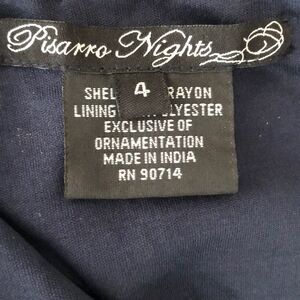 Pisarro Nights
4
SHEL RAYON
LINING LYESTER
EXCLUSIVE OF
ORNAMENTATION
MADE IN INDIA
RN 90714